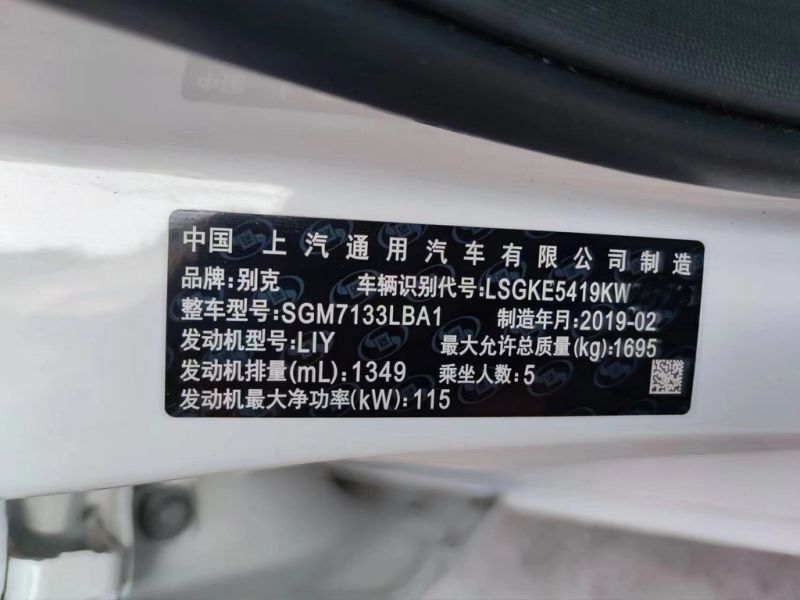 中国 上汽通用汽车有限公司制造
品牌:别克 车辆识别代号:LSGKE5419KW
整车型号:SGM7133LBA1 制造年月:2019-02
发动机型号:LIY 最大允许总质量(kg):1695
发动机排量(mL):1349 乘坐人数:5
发动机最大净功率(kW):115